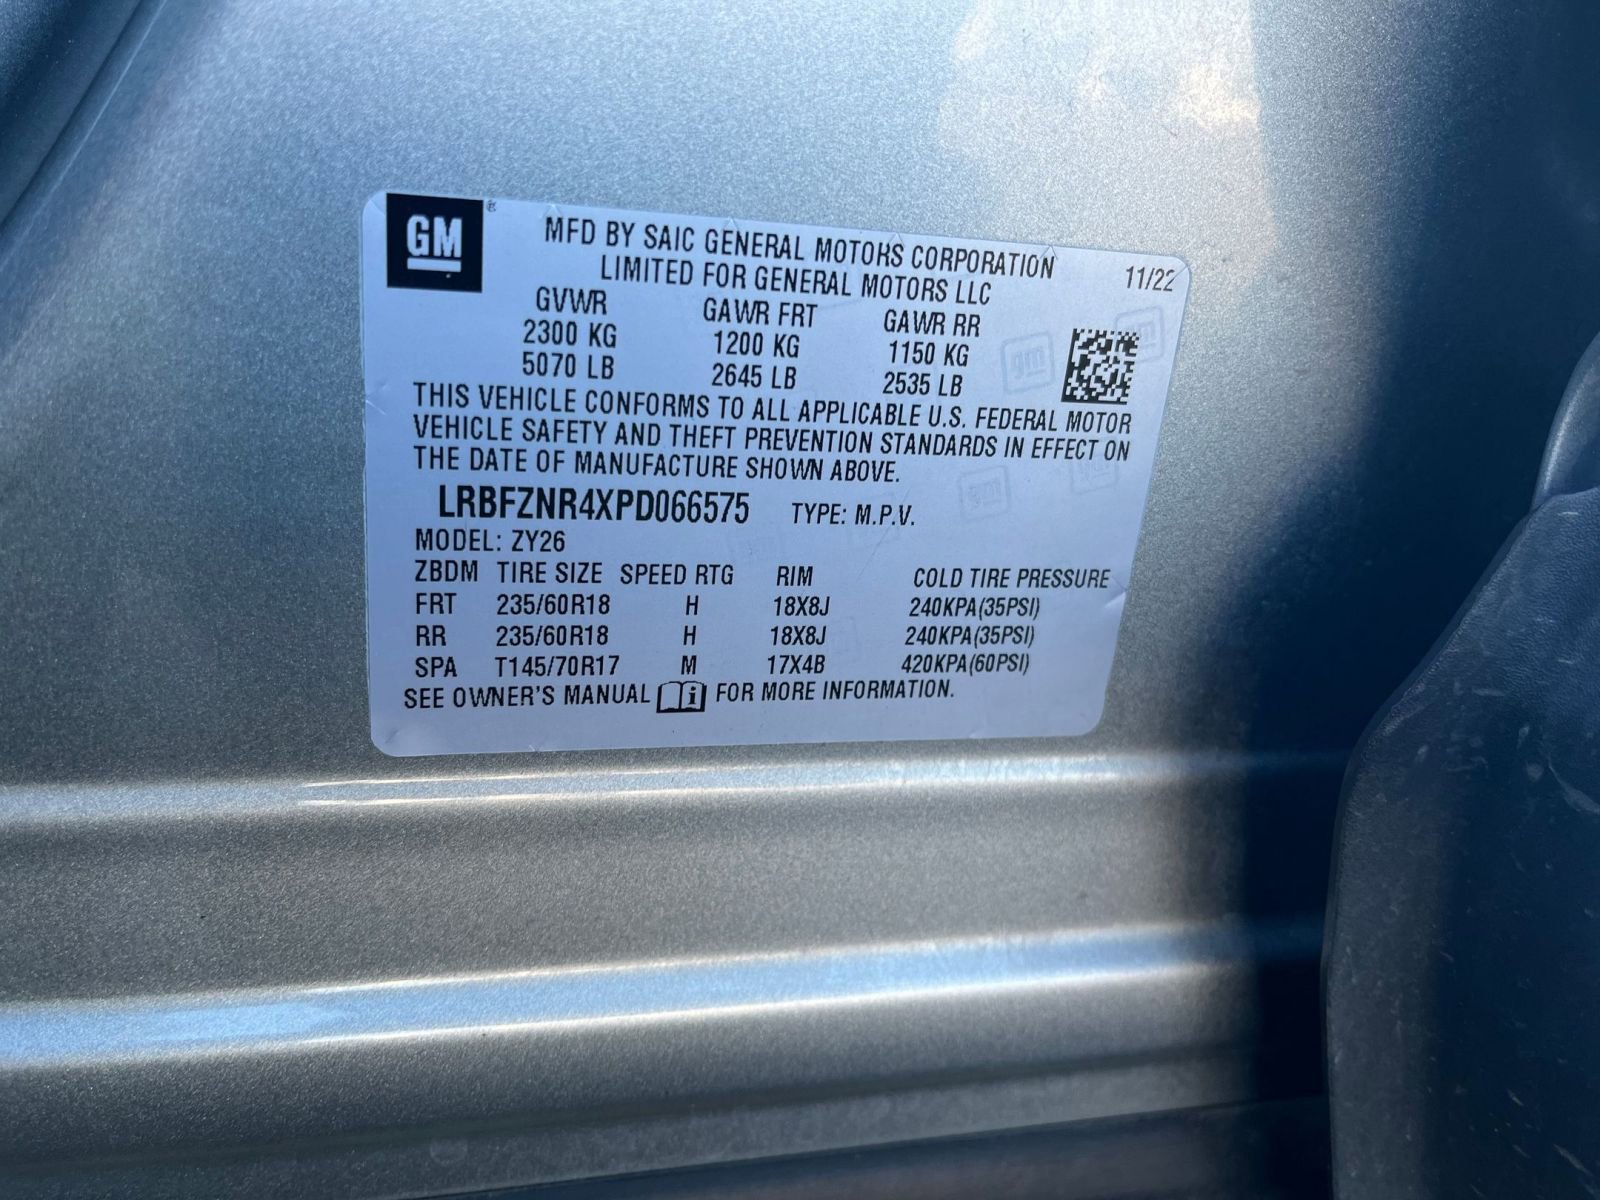 GM
MFD BY SAIC GENERAL MOTORS CORPORATION
LIMITED FOR GENERAL MOTORS LLC
11/22
GVWR GAWR FRT GAWR RR
2300 KG 1200 KG 1150 KG
5070 LB 2645 LB 2535 LB
THIS VEHICLE CONFORMS TO ALL APPLICABLE U.S. FEDERAL MOTOR
VEHICLE SAFETY AND THEFT PREVENTION STANDARDS IN EFFECT ON
THE DATE OF MANUFACTURE SHOWN ABOVE.
LRBFZNR4XPD066575 TYPE: M.P.V.
MODEL: ZY26
ZBDM TIRE SIZE SPEED RTG RIM COLD TIRE PRESSURE
FRT 235/60R18 H 18X8J 240KPA(35PSI)
RR 235/60R18 H 18X8J 240KPA(35PSI)
SPA T145/70R17 M 17X4B 420KPA(60PSI)
SEE OWNER'S MANUAL i FOR MORE INFORMATION.